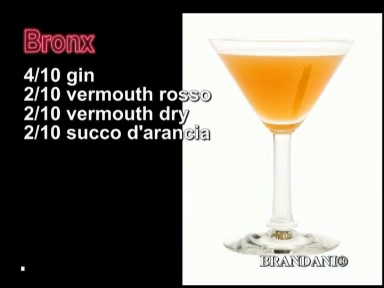 Bronx
4/10 gin
2/10 vermouth rosso
2/10 vermouth dry
2/10 succo d'arancia
BRANDANI®